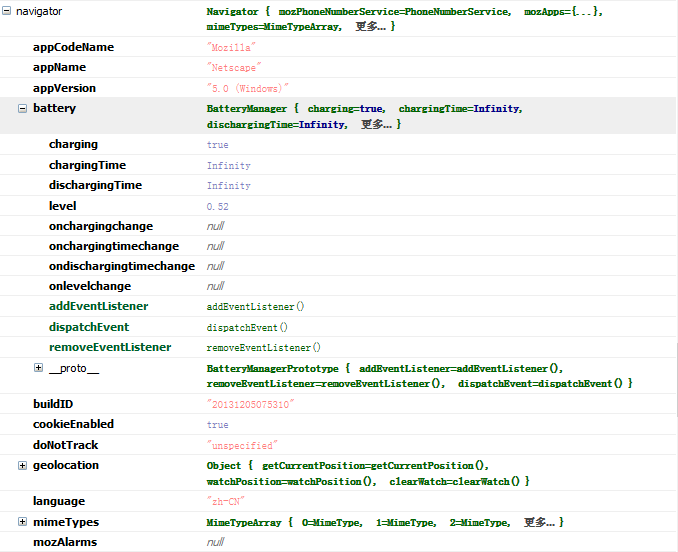 navigator Navigator { mozPhoneNumberService=PhoneNumberService, mozApps={...},
mimeTypes=MimeTypeArray, 更多... }
appCodeName "Mozilla"
appName "Netscape"
appVersion "5.0 (Windows)"
battery BatteryManager { charging=true, chargingTime=Infinity,
dischargingTime=Infinity, 更多... }
charging true
chargingTime Infinity
dischargingTime Infinity
level 0.52
onchargingchange null
onchargingtimechange null
ondischargingtimechange null
onlevelchange null
addEventListener addEventListener()
dispatchEvent dispatchEvent()
removeEventListener removeEventListener()
__proto__ BatteryManagerPrototype { addEventListener=addEventListener(),
removeEventListener=removeEventListener(), dispatchEvent=dispatchEvent() }
buildID "20131205075310"
cookieEnabled true
doNotTrack "unspecified"
geolocation Object { getCurrentPosition=getCurrentPosition(),
watchPosition=watchPosition(), clearWatch=clearWatch() }
language "zh-CN"
mimeTypes MimeTypeArray { 0=MimeType, 1=MimeType, 2=MimeType, 更多... }
mozAlarms null